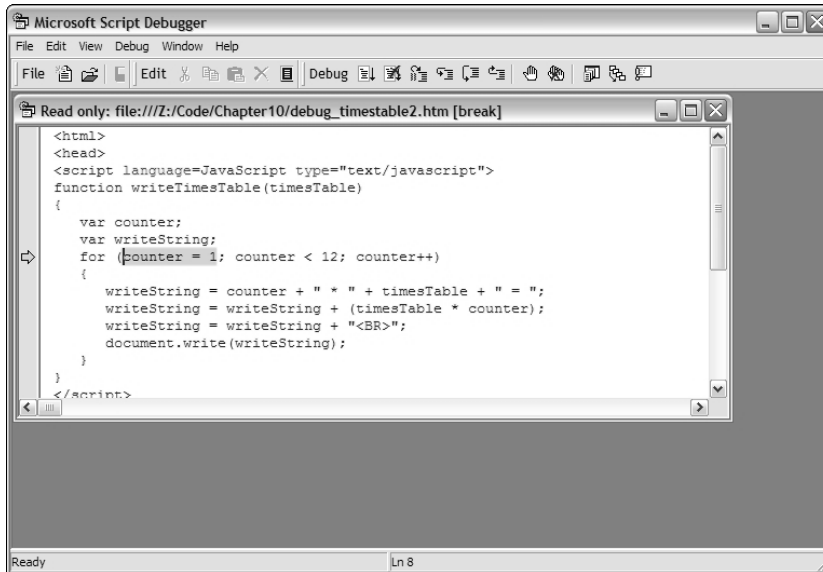 Microsoft Script Debugger
File Edit View Debug Window Help
File Edit Debug
Read only: file:///Z:/Code/Chapter10/debug_timestable2.htm [break]
<html>
<head>
<script language=JavaScript type="text/javascript">
function writeTimesTable(timesTable)
{
var counter;
var writeString;
for (counter = 1; counter < 12; counter++)
{
writeString = counter + " * " + timesTable + " = ";
writeString = writeString + (timesTable * counter);
writeString = writeString + "<BR>";
document.write(writeString);
}
}
</script>
Ready Ln 8